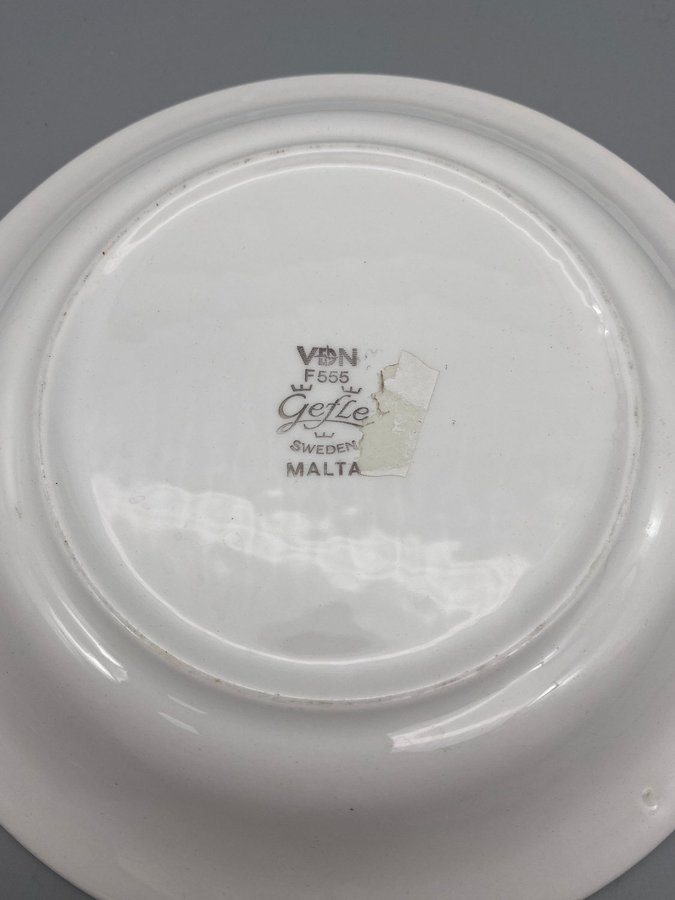 VDN
F555
Gefle
SWEDEN
MALTA